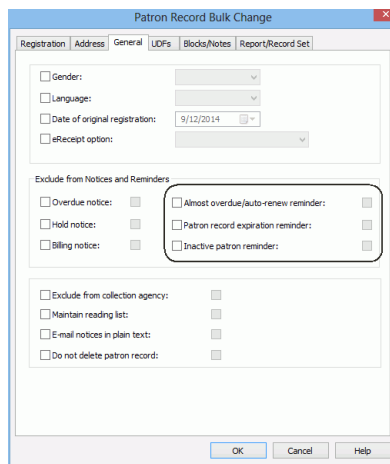 Patron Record Bulk Change
Registration Address General UDFs Blocks/Notes Report/Record Set
Gender:
Language:
Date of original registration: 9/12/2014
eReceipt option:
Exclude from Notices and Reminders
Overdue notice: Almost overdue/auto-renew reminder:
Hold notice: Patron record expiration reminder:
Billing notice: Inactive patron reminder:
Exclude from collection agency:
Maintain reading list:
E-mail notices in plain text:
Do not delete patron record:
OK Cancel Help